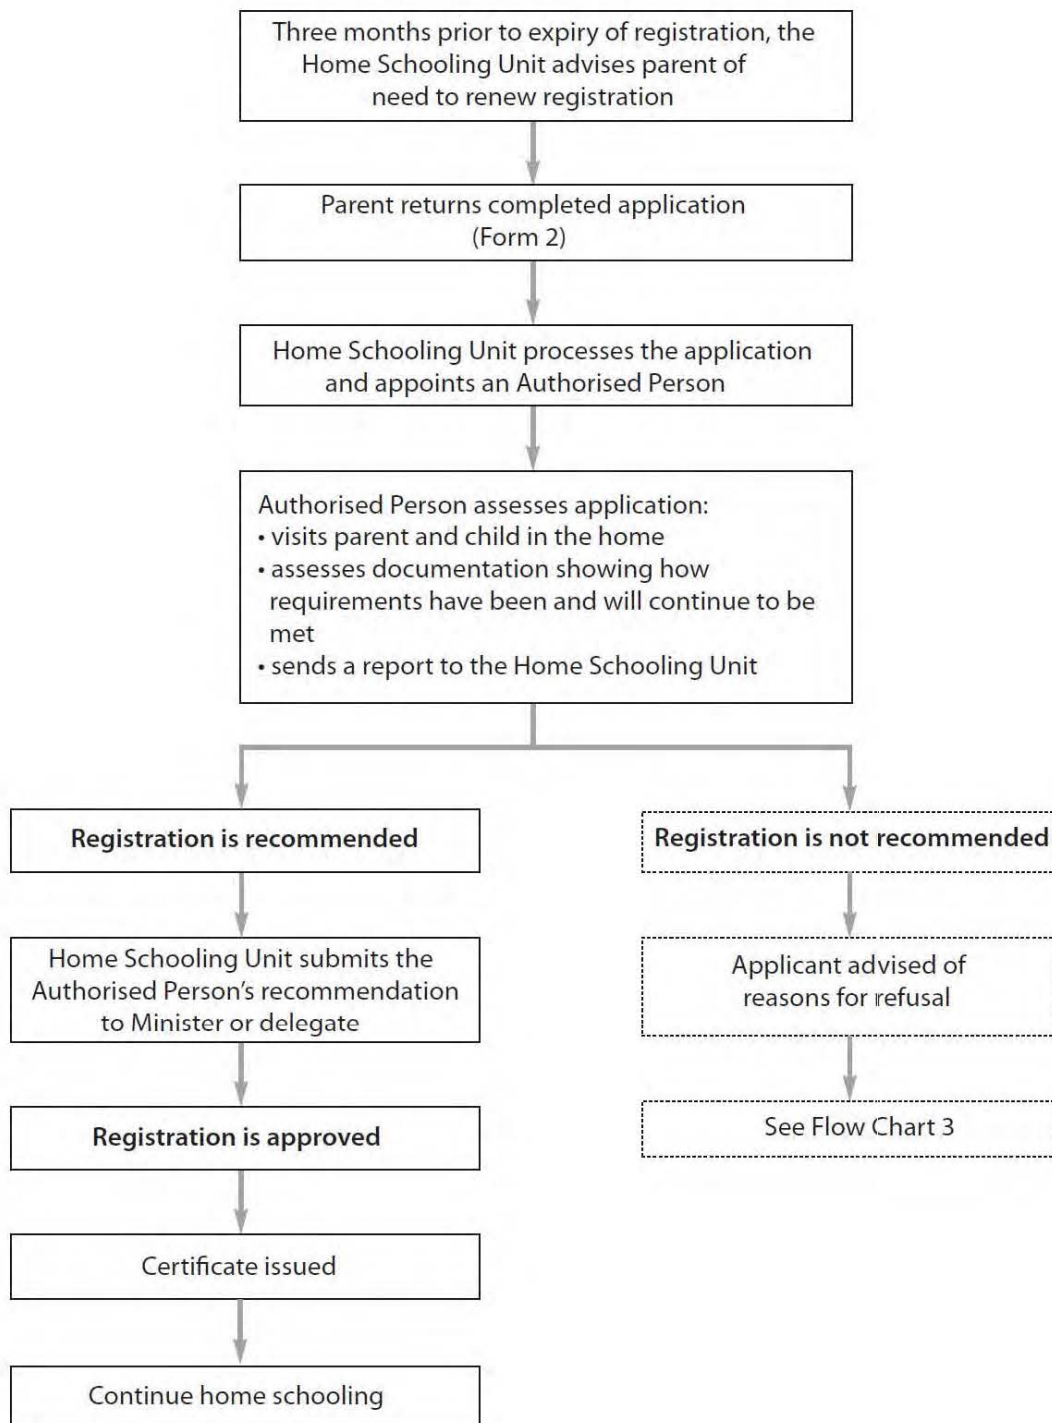 Three months prior to expiry of registration, the
Home Schooling Unit advises parent of
need to renew registration
Parent returns completed application
(Form 2)
Home Schooling Unit processes the application
and appoints an Authorised Person
Authorised Person assesses application:
• visits parent and child in the home
• assesses documentation showing how
requirements have been and will continue to be
met
• sends a report to the Home Schooling Unit
Registration is recommended
Home Schooling Unit submits the
Authorised Person's recommendation
to Minister or delegate
Registration is approved
Certificate issued
Continue home schooling
Registration is not recommended
Applicant advised of
reasons for refusal
See Flow Chart 3